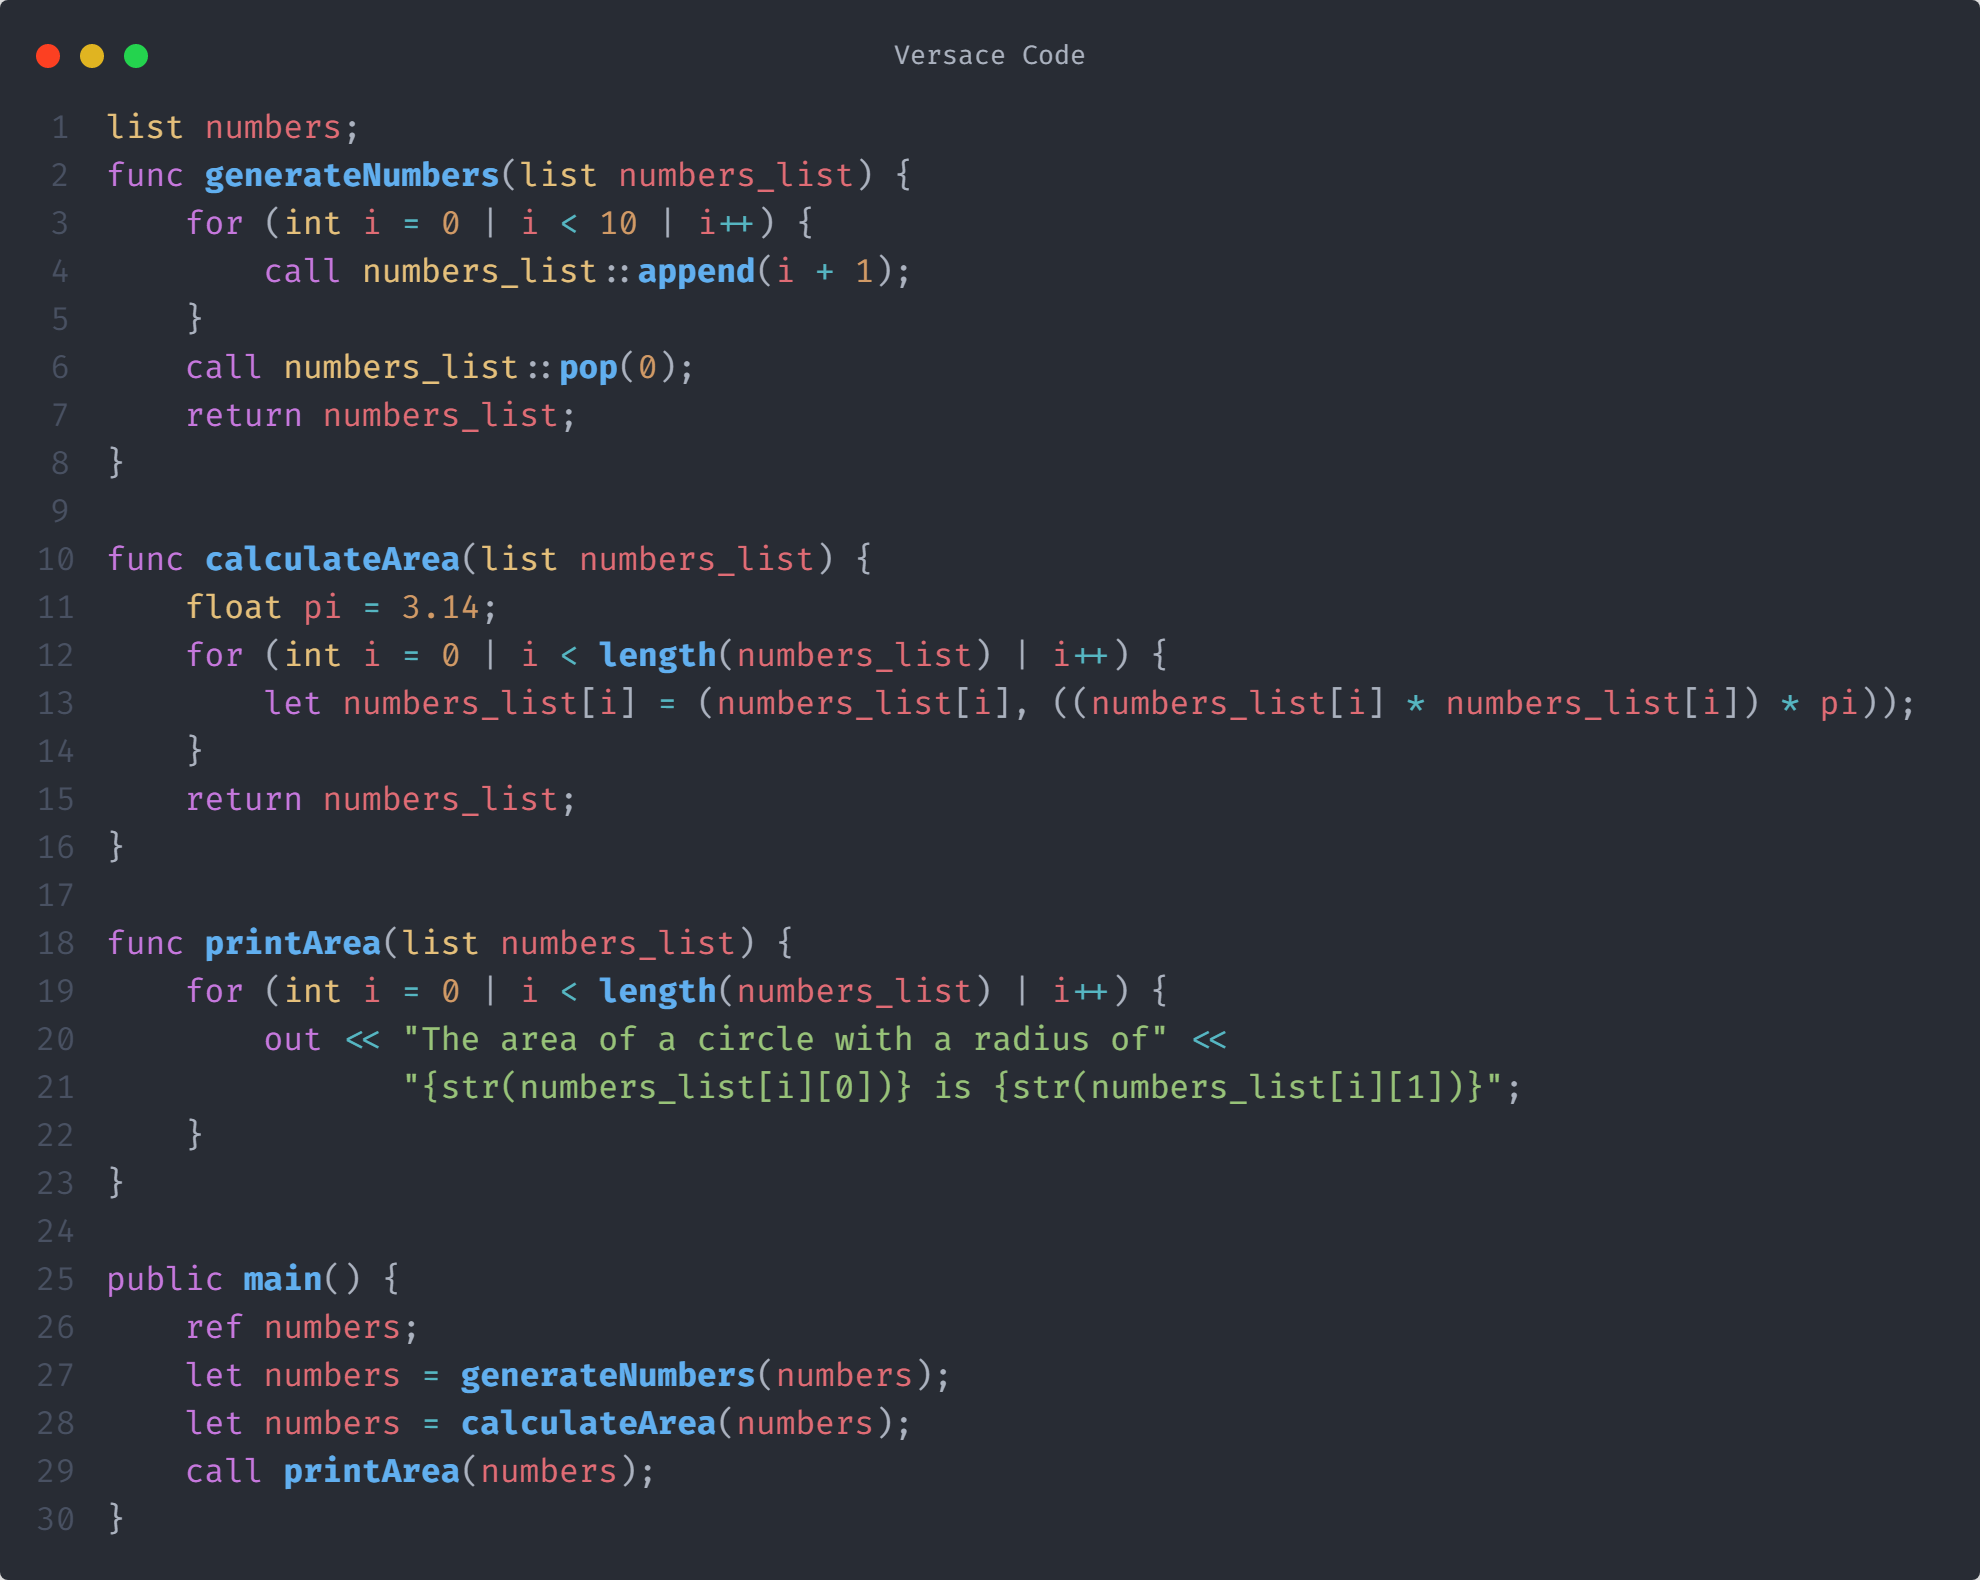 Versace Code
1 list numbers;
2 func generateNumbers(list numbers_list) {
3     for (int i = 0 | i < 10 | i++) {
4         call numbers_list::append(i + 1);
5     }
6     call numbers_list::pop(0);
7     return numbers_list;
8 }
9
10 func calculateArea(list numbers_list) {
11     float pi = 3.14;
12     for (int i = 0 | i < length(numbers_list) | i++) {
13         let numbers_list[i] = (numbers_list[i], ((numbers_list[i] * numbers_list[i]) * pi));
14     }
15     return numbers_list;
16 }
17
18 func printArea(list numbers_list) {
19     for (int i = 0 | i < length(numbers_list) | i++) {
20         out << "The area of a circle with a radius of" <<
21                "{str(numbers_list[i][0])} is {str(numbers_list[i][1])}";
22     }
23 }
24
25 public main() {
26     ref numbers;
27     let numbers = generateNumbers(numbers);
28     let numbers = calculateArea(numbers);
29     call printArea(numbers);
30 }